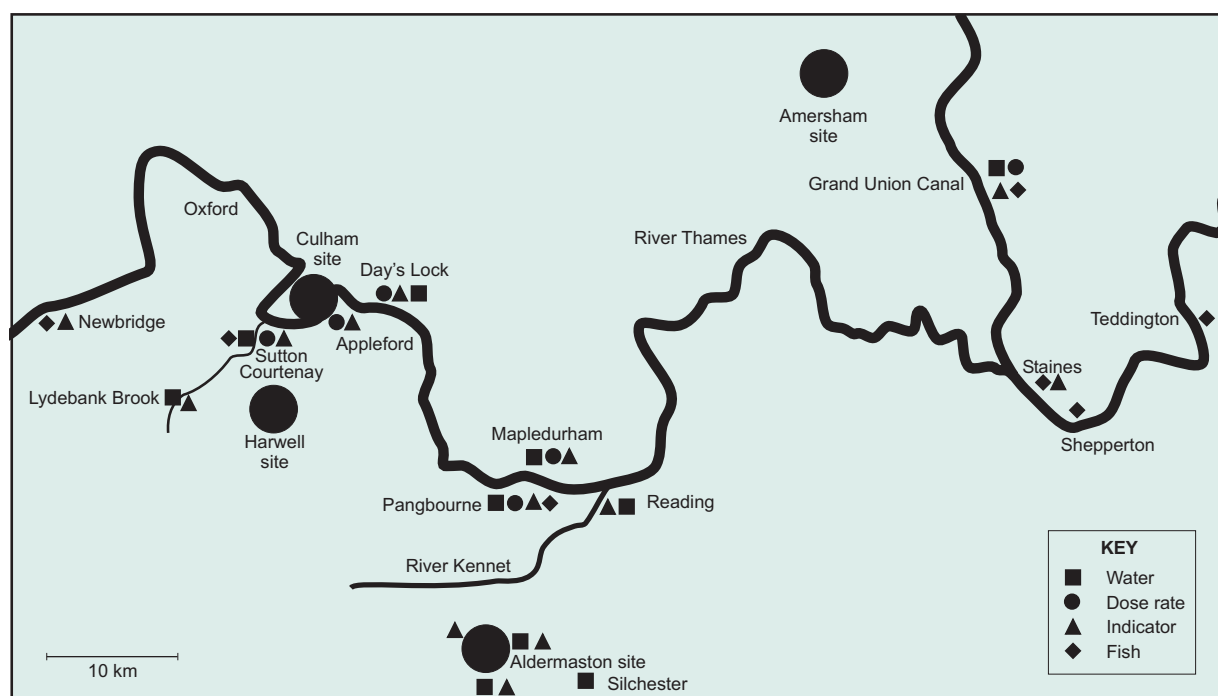 Amersham
site
Grand Union Canal
Oxford
Culham
site
River Thames
Day's Lock
Newbridge
Teddington
Appleford
Sutton
Courtenay
Staines
Lydebank Brook
Harwell
site
Mapledurham
Shepperton
Pangbourne
Reading
River Kennet
KEY
Water
Dose rate
Indicator
Fish
10 km
Aldermaston site
Silchester